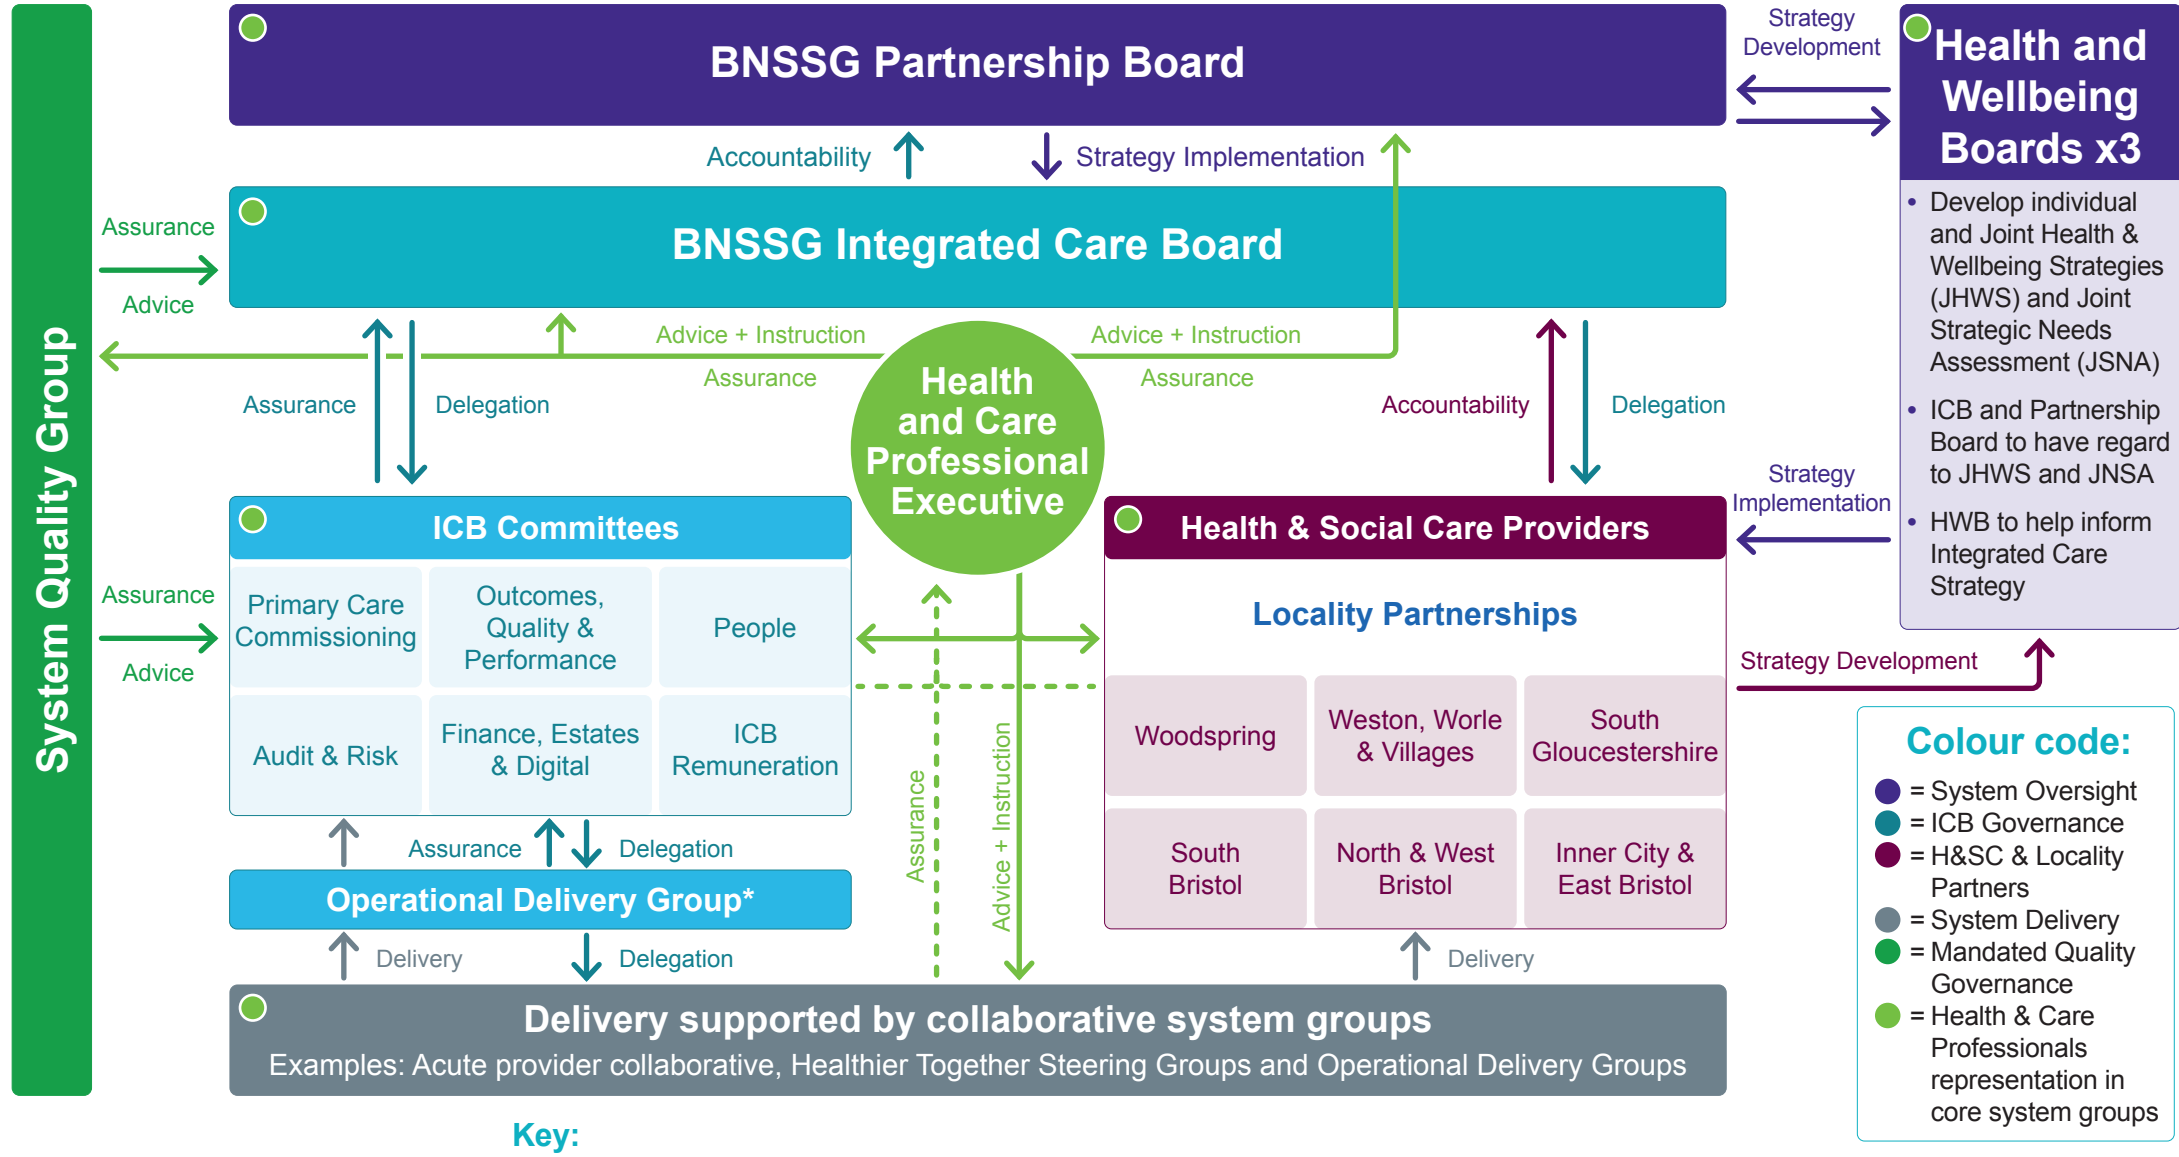 System Quality Group
BNSSG Partnership Board
Strategy
Development
Health and
Wellbeing
Boards x3
Accountability
Strategy Implementation
Assurance
Advice
BNSSG Integrated Care Board
• Develop individual
and Joint Health &
Wellbeing Strategies
(JHWS) and Joint
Strategic Needs
Assessment (JSNA)
• ICB and Partnership
Board to have regard
to JHWS and JNSA
• HWB to help inform
Integrated Care
Strategy
Advice + Instruction
Assurance
Advice + Instruction
Assurance
Health
and Care
Professional
Executive
Assurance
Delegation
Accountability
Delegation
Strategy
Implementation
ICB Committees
Primary Care
Commissioning
Outcomes,
Quality &
Performance
People
Audit & Risk
Finance, Estates
& Digital
ICB
Remuneration
Assurance
Advice
Health & Social Care Providers
Locality Partnerships
Woodspring
Weston, Worle
& Villages
South
Gloucestershire
South
Bristol
North & West
Bristol
Inner City &
East Bristol
Strategy Development
Assurance
Delegation
Operational Delivery Group*
Delivery
Delegation
Assurance
Advice + Instruction
Delivery
Delivery supported by collaborative system groups
Examples: Acute provider collaborative, Healthier Together Steering Groups and Operational Delivery Groups
Colour code:
= System Oversight
= ICB Governance
= H&SC & Locality
Partners
= System Delivery
= Mandated Quality
Governance
= Health & Care
Professionals
representation in
core system groups
Key: